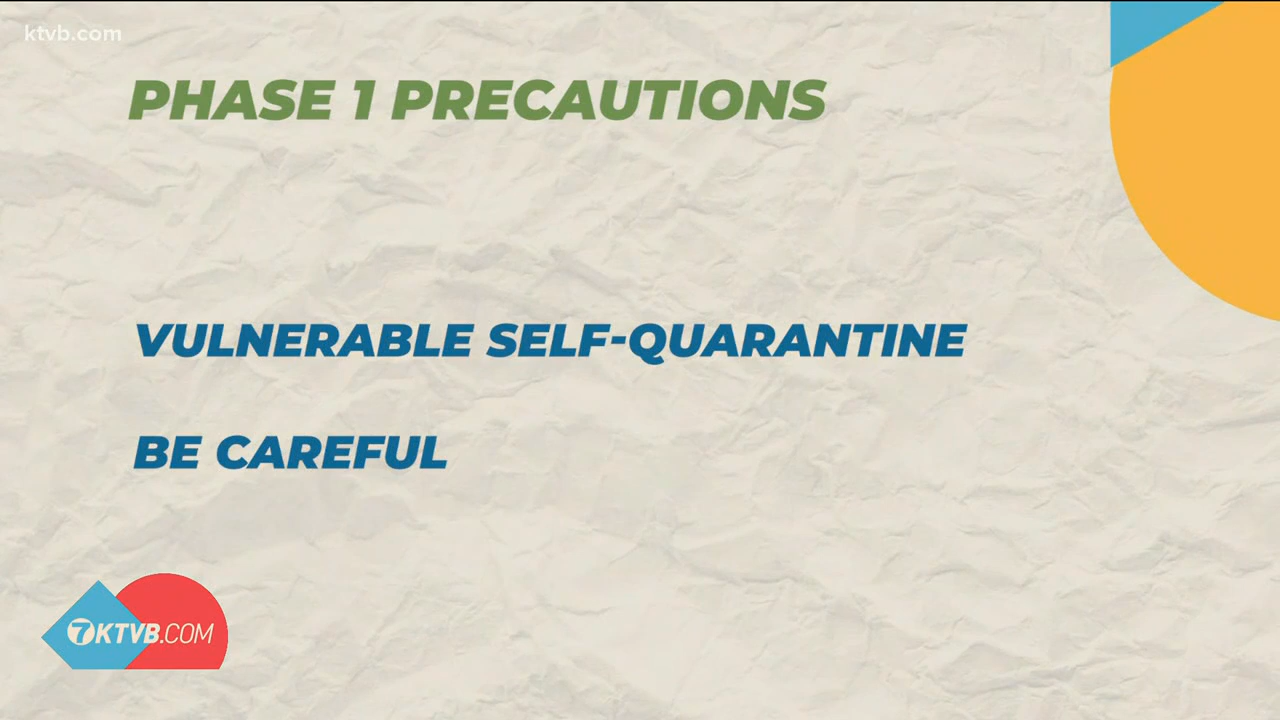 ktvb.com
PHASE 1 PRECAUTIONS
VULNERABLE SELF-QUARANTINE
BE CAREFUL
7KTVB.COM